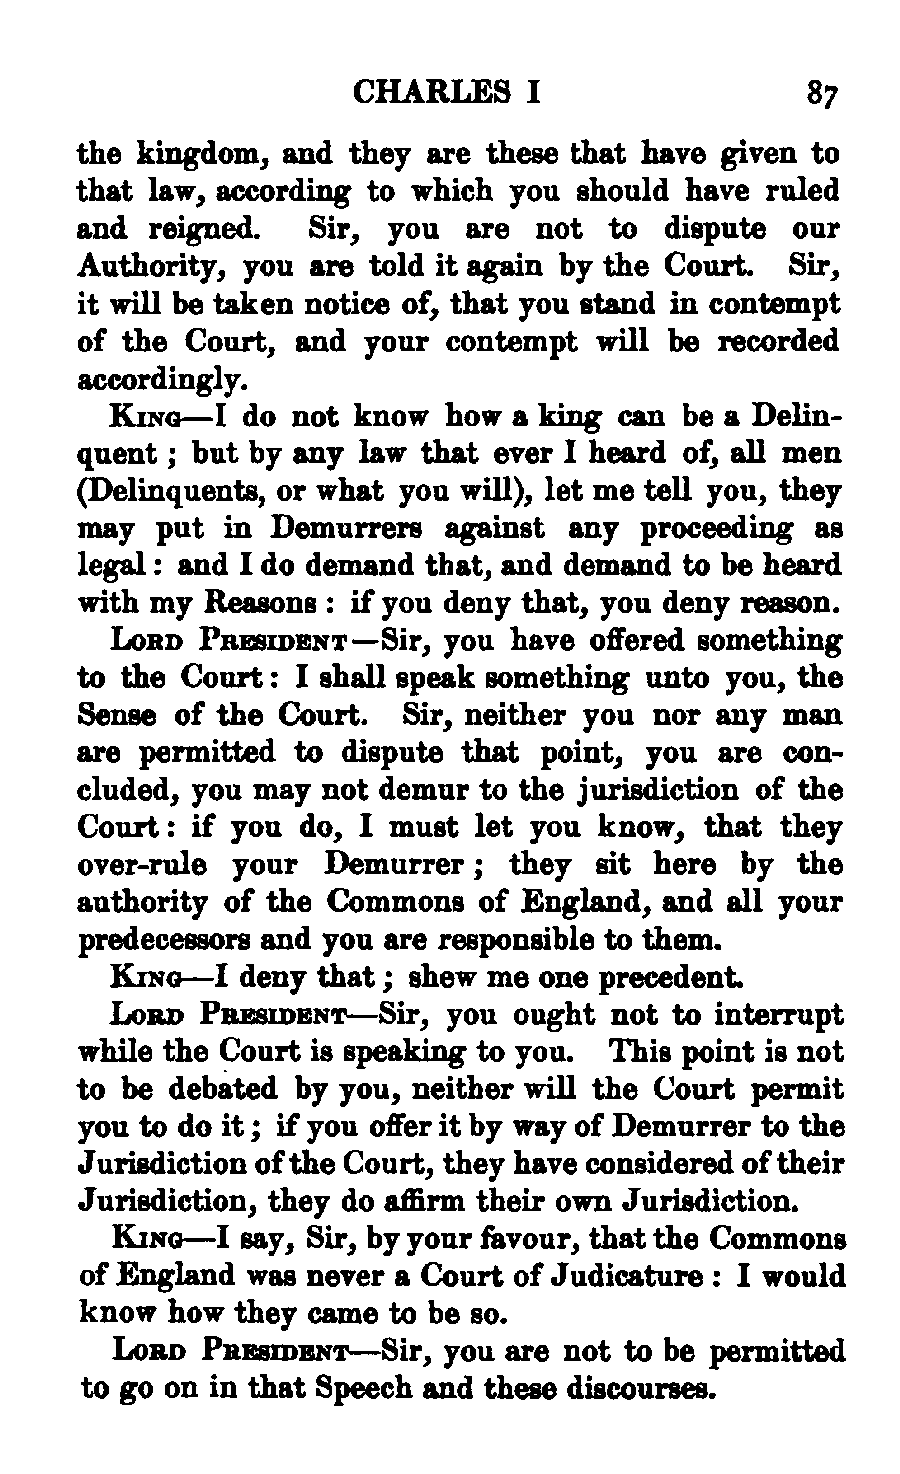 CHARLES I 87
the kingdom, and they are these that have given to
that law, according to which you should have ruled
and reigned. Sir, you are not to dispute our
Authority, you are told it again by the Court. Sir,
it will be taken notice of, that you stand in contempt
of the Court, and your contempt will be recorded
accordingly.
KING—I do not know how a king can be a Delin-
quent ; but by any law that ever I heard of, all men
(Delinquents, or what you will), let me tell you, they
may put in Demurrers against any proceeding as
legal : and I do demand that, and demand to be heard
with my Reasons : if you deny that, you deny reason.
LORD PRESIDENT—Sir, you have offered something
to the Court : I shall speak something unto you, the
Sense of the Court. Sir, neither you nor any man
are permitted to dispute that point, you are con-
cluded, you may not demur to the jurisdiction of the
Court : if you do, I must let you know, that they
over-rule your Demurrer ; they sit here by the
authority of the Commons of England, and all your
predecessors and you are responsible to them.
KING—I deny that ; shew me one precedent.
LORD PRESIDENT—Sir, you ought not to interrupt
while the Court is speaking to you. This point is not
to be debated by you, neither will the Court permit
you to do it ; if you offer it by way of Demurrer to the
Jurisdiction of the Court, they have considered of their
Jurisdiction, they do affirm their own Jurisdiction.
KING—I say, Sir, by your favour, that the Commons
of England was never a Court of Judicature : I would
know how they came to be so.
LORD PRESIDENT—Sir, you are not to be permitted
to go on in that Speech and these discourses.